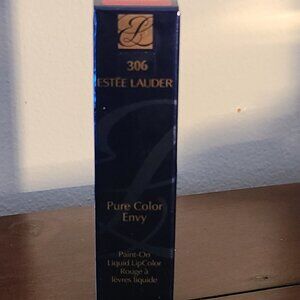 306
ESTĒE LAUDER
Pure Color
Envy
Paint-On
Liquid LipColor
Rouge à
lèvres liquide